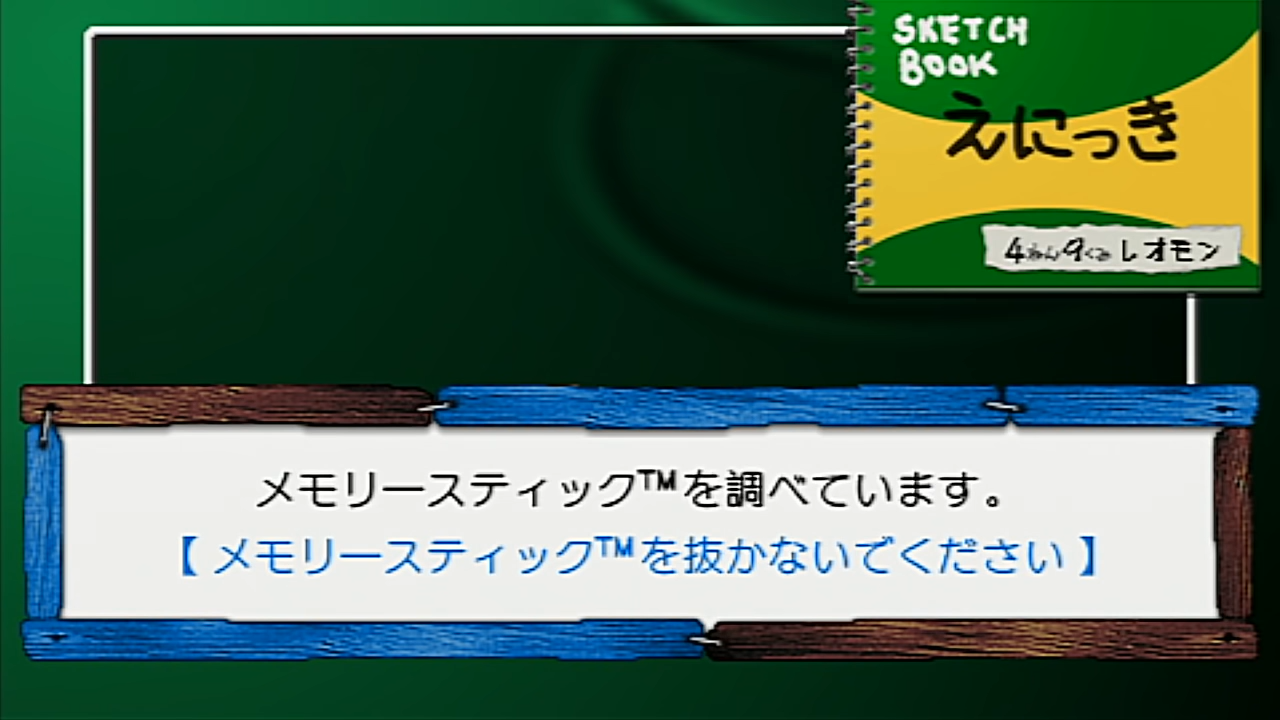 SKETCH
BOOK
えにっき
4ねん9くみ レオモン
メモリースティック™を調べています。
【 メモリースティック™を抜かないでください 】